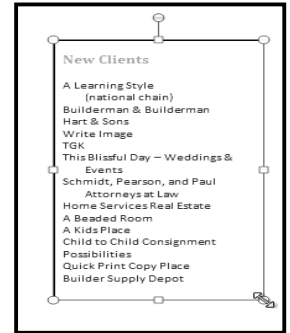 New Clients
A Learning Style
(national chain)
Builderman & Builderman
Hart & Sons
Write Image
TGK
This Blissful Day – Weddings &
Events
Schmidt, Pearson, and Paul
Attorneys at Law
Home Services Real Estate
A Beaded Room
A Kids Place
Child to Child Consignment
Possibilities
Quick Print Copy Place
Builder Supply Depot